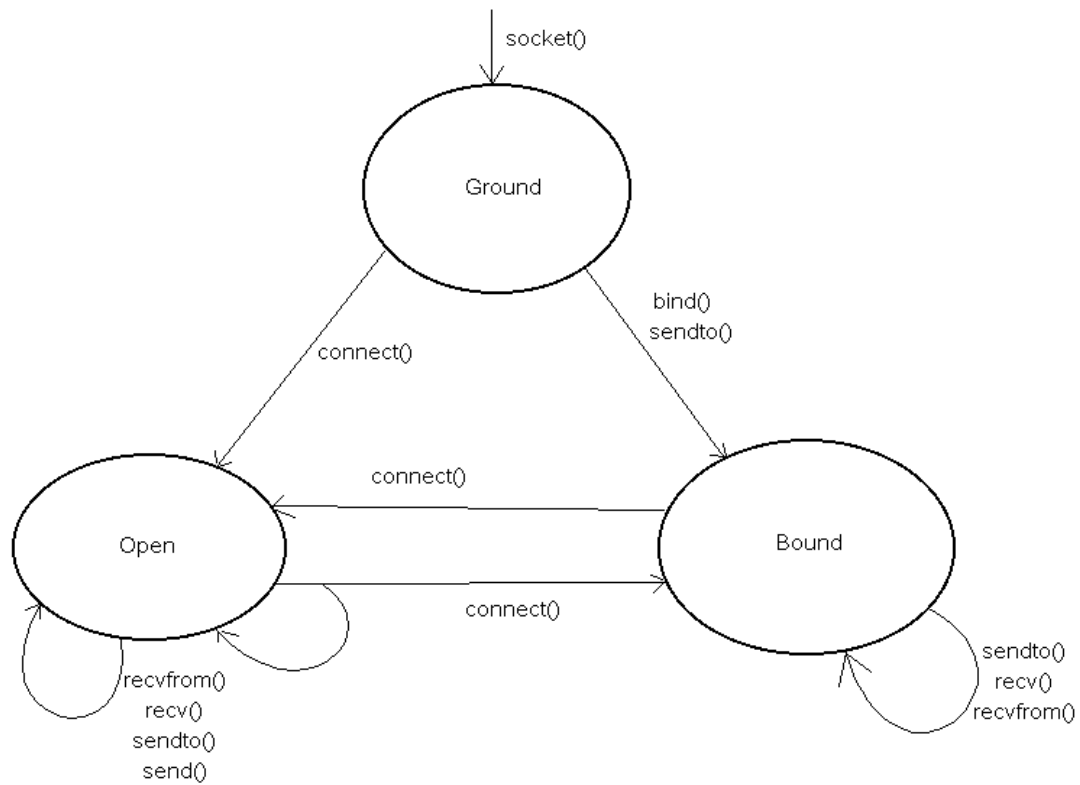 socket()
Ground
bind()
sendto()
connect()
connect()
Open
Bound
connect()
sendto()
recv()
recvfrom()
recvfrom()
recv()
sendto()
send()